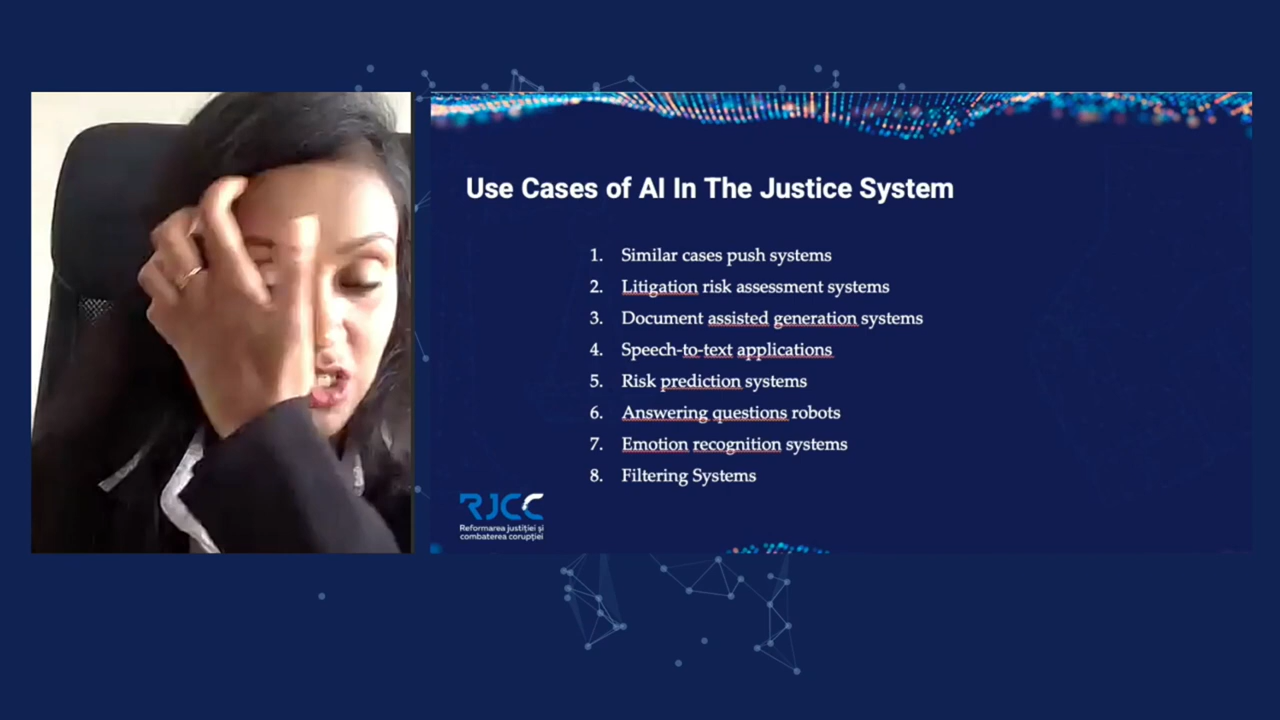 Use Cases of AI In The Justice System
1. Similar cases push systems
2. Litigation risk assessment systems
3. Document assisted generation systems
4. Speech-to-text applications
5. Risk prediction systems
6. Answering questions robots
7. Emotion recognition systems
8. Filtering Systems
RJCC
Reformarea justiției și
combaterea corupției